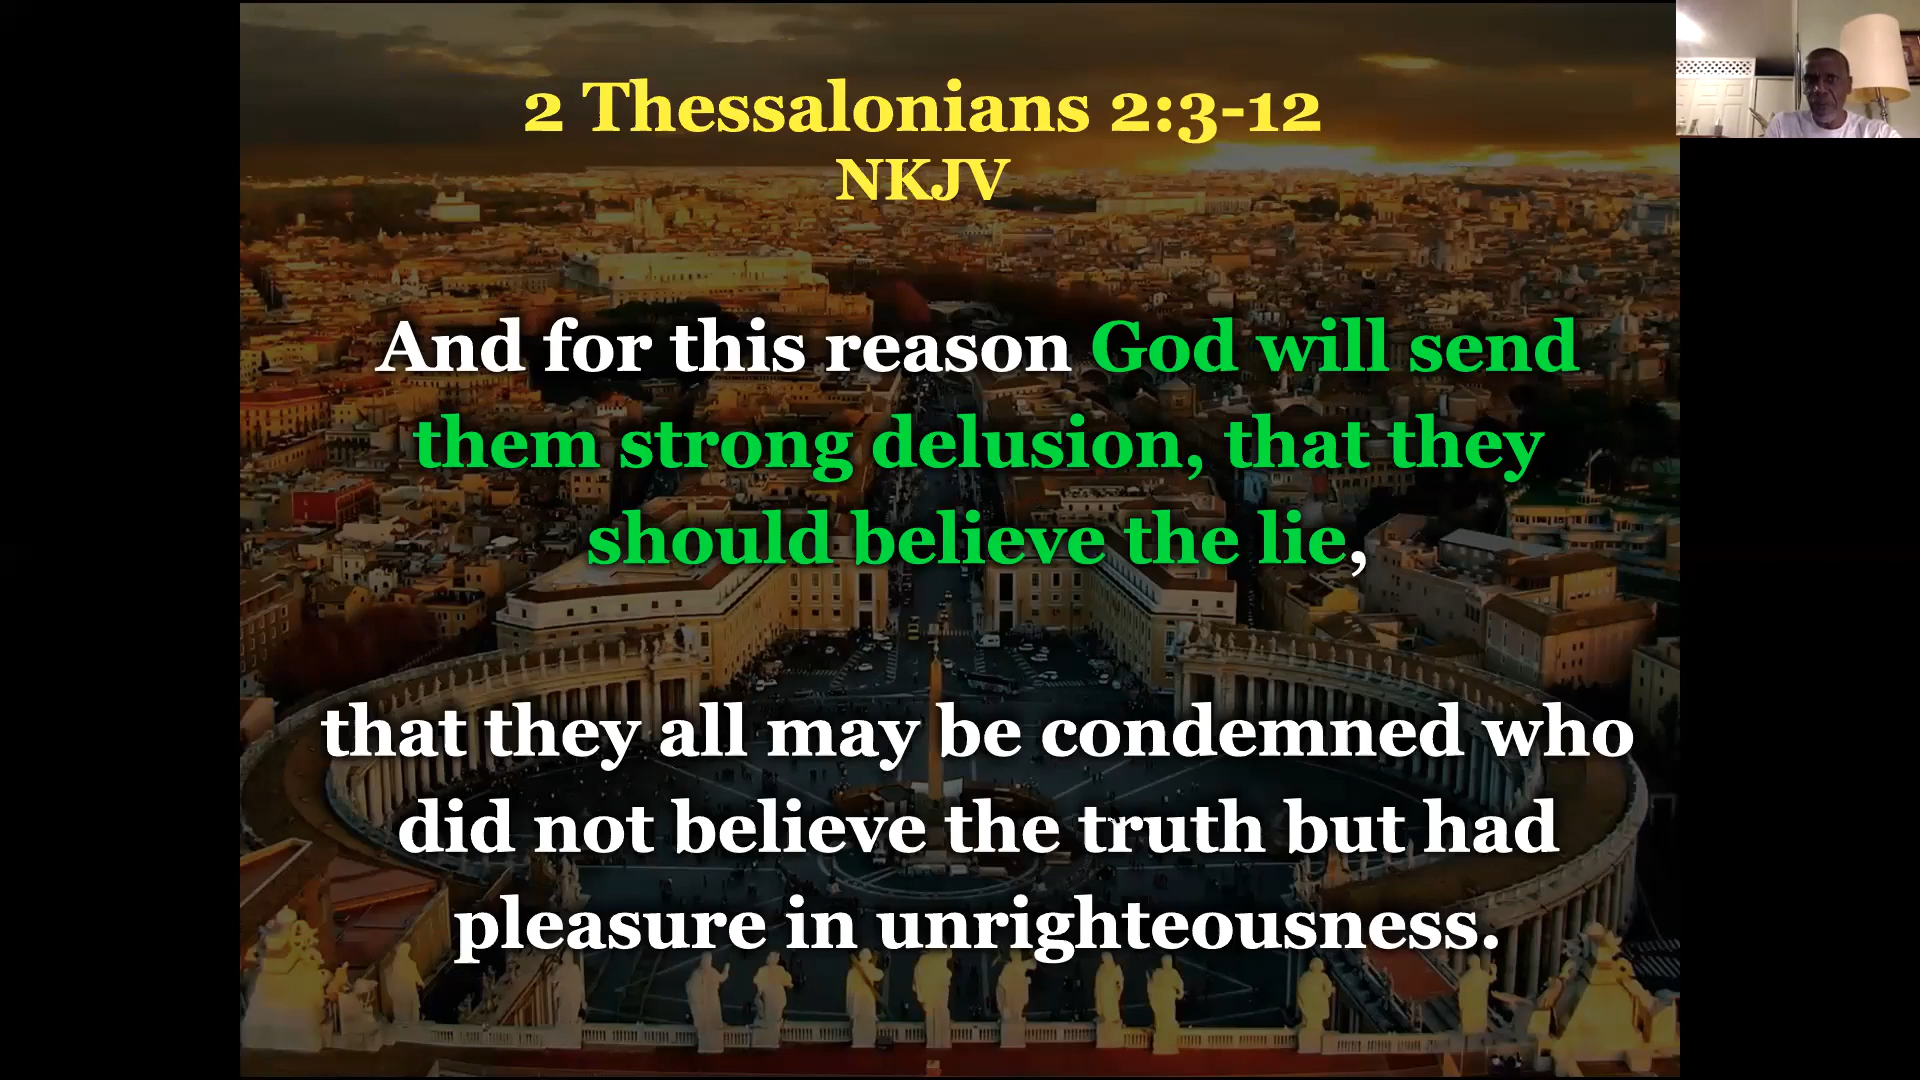 2 Thessalonians 2:3-12
NKJV
And for this reason God will send
them strong delusion, that they
should believe the lie,
that they all may be condemned who
did not believe the truth but had
pleasure in unrighteousness.